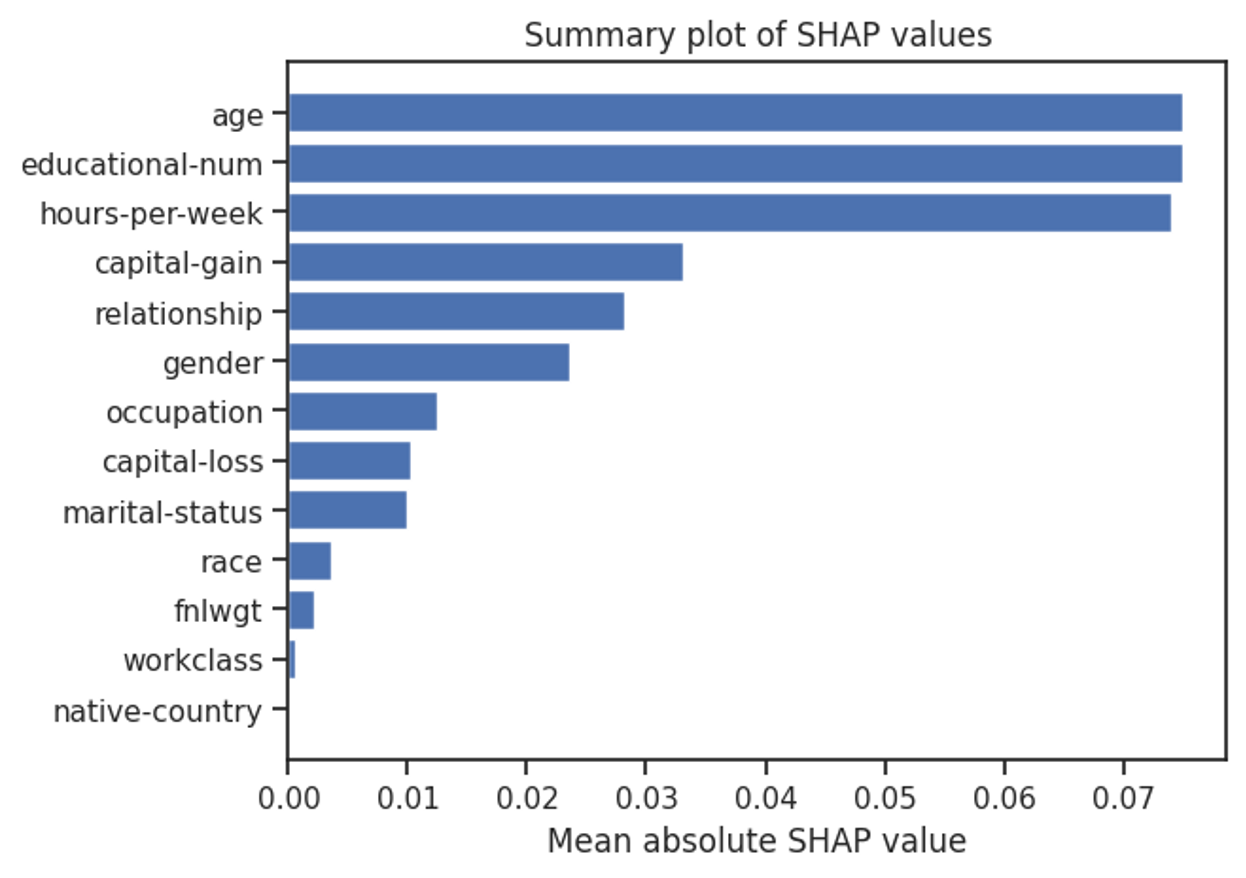 Summary plot of SHAP values
age
educational-num
hours-per-week
capital-gain
relationship
gender
occupation
capital-loss
marital-status
race
fnlwgt
workclass
native-country
0.00 0.01 0.02 0.03 0.04 0.05 0.06 0.07
Mean absolute SHAP value